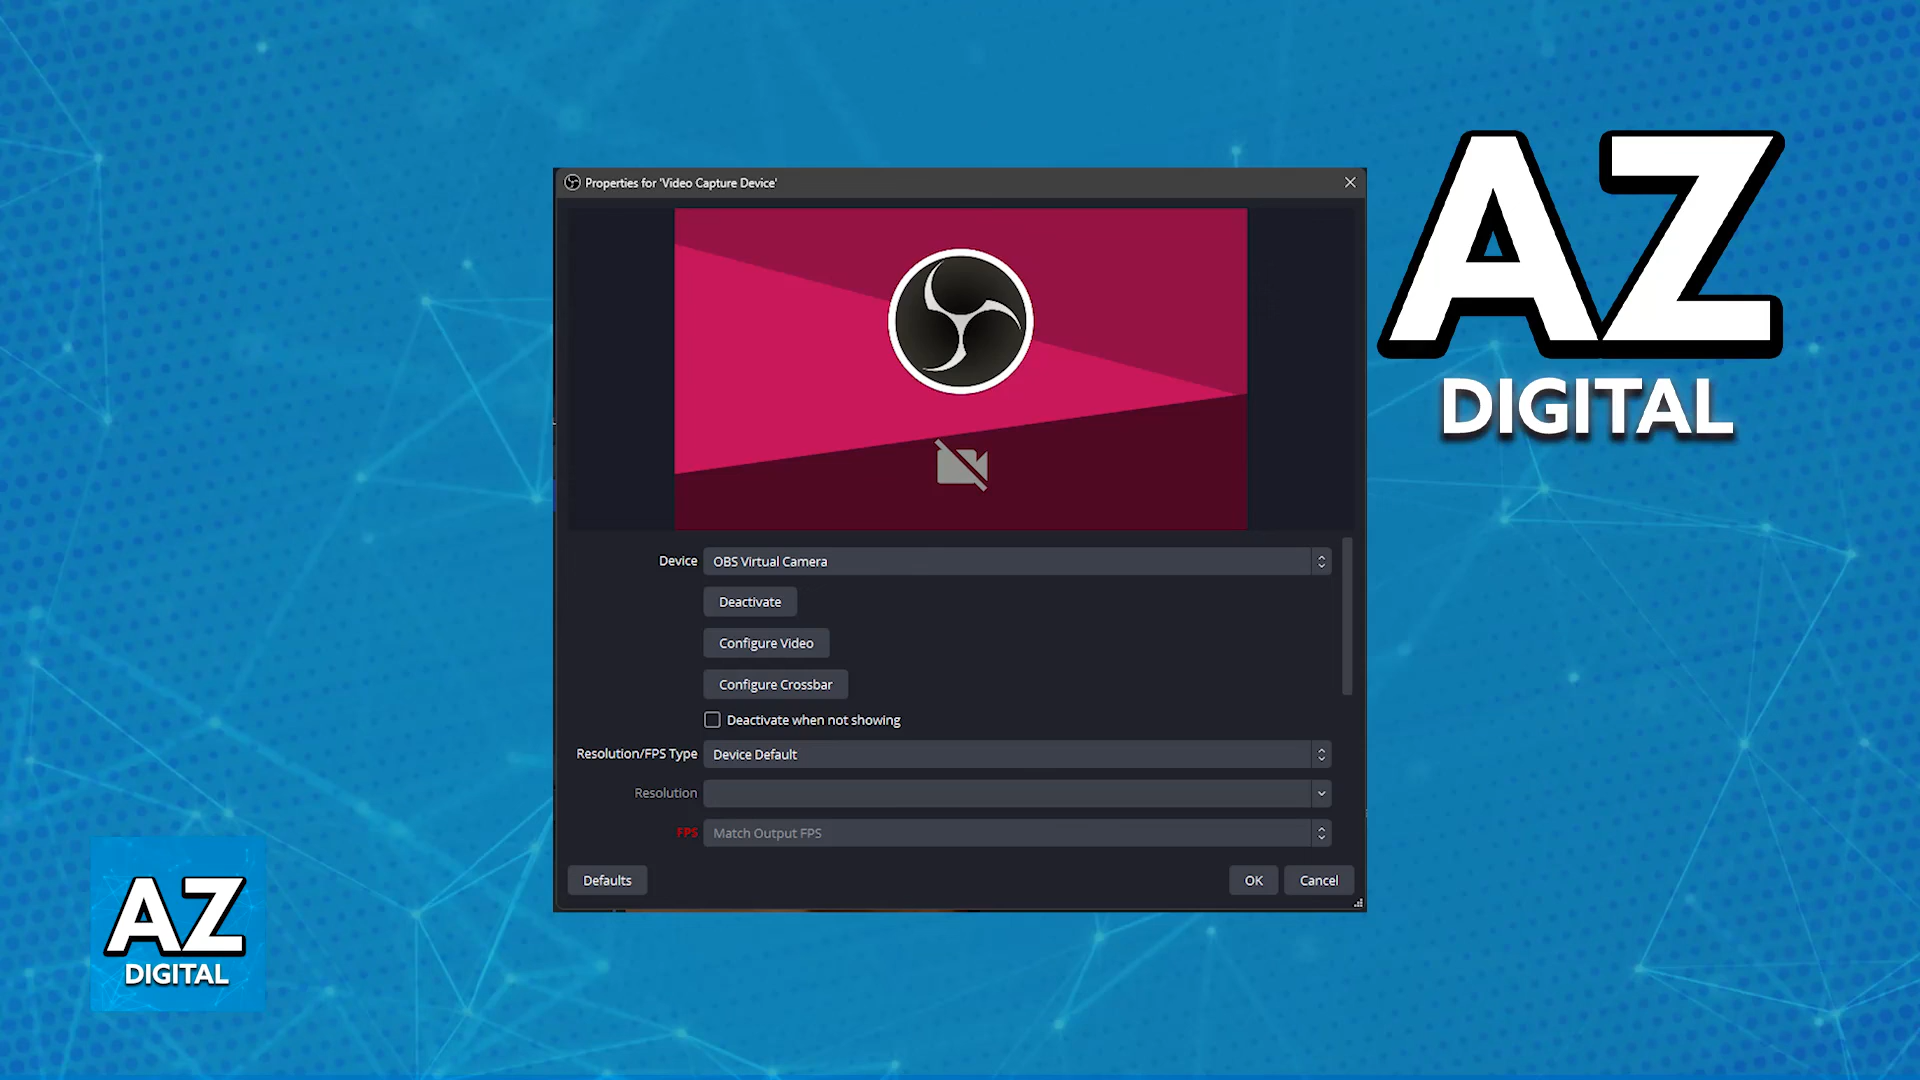 Properties for 'Video Capture Device'
AZ
DIGITAL
Device OBS Virtual Camera
Deactivate
Configure Video
Configure Crossbar
Deactivate when not showing
Resolution/FPS Type Device Default
Resolution
FPS Match Output FPS
Defaults OK Cancel
AZ
DIGITAL